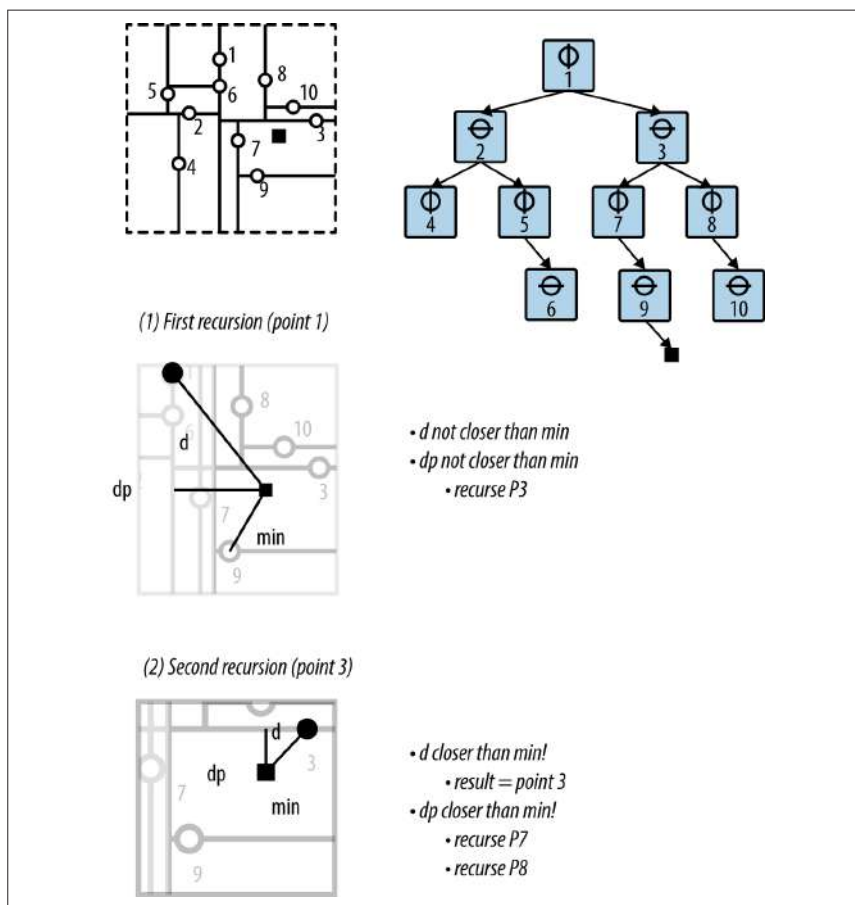 1
8
5
6
10
2
3
7
4
9
1
2
3
4
5
7
8
6
9
10
(1) First recursion (point 1)
1
8
6
d
10
dp
3
7
min
9
• d not closer than min
• dp not closer than min
• recurse P3
(2) Second recursion (point 3)
d
3
dp
7
min
9
• d closer than min!
• result = point 3
• dp closer than min!
• recurse P7
• recurse P8